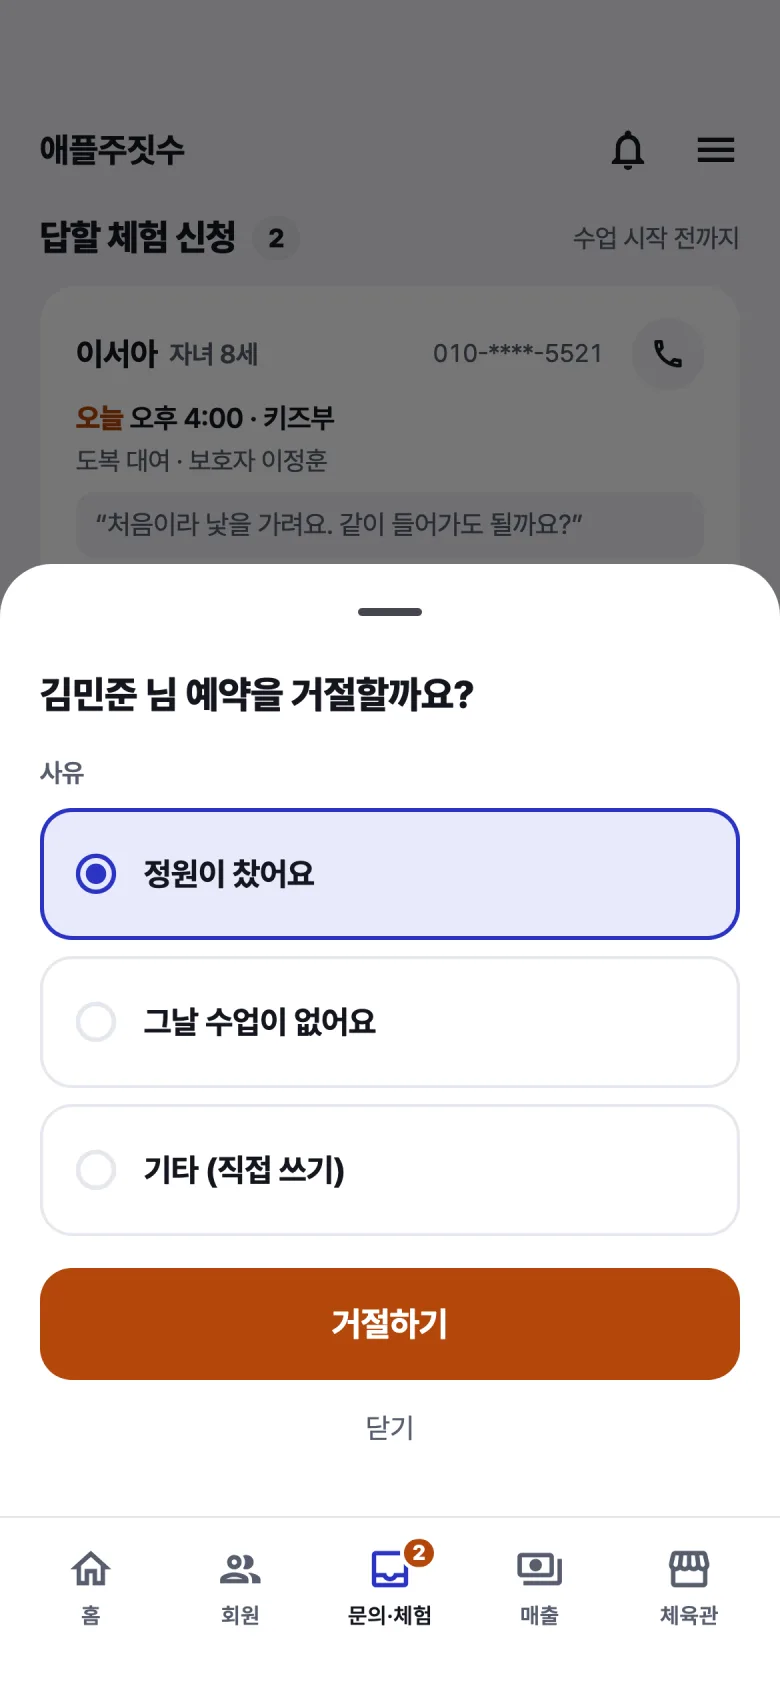 애플주짓수
답할 체험 신청 2
수업 시작 전까지
이서아 자녀 8세
010-****-5521
오늘 오후 4:00 · 키즈부
도복 대여 · 보호자 이정훈
“처음이라 낯을 가려요. 같이 들어가도 될까요?”
김민준 님 예약을 거절할까요?
사유
정원이 찼어요
그날 수업이 없어요
기타 (직접 쓰기)
거절하기
닫기
2
홈
회원
문의·체험
매출
체육관